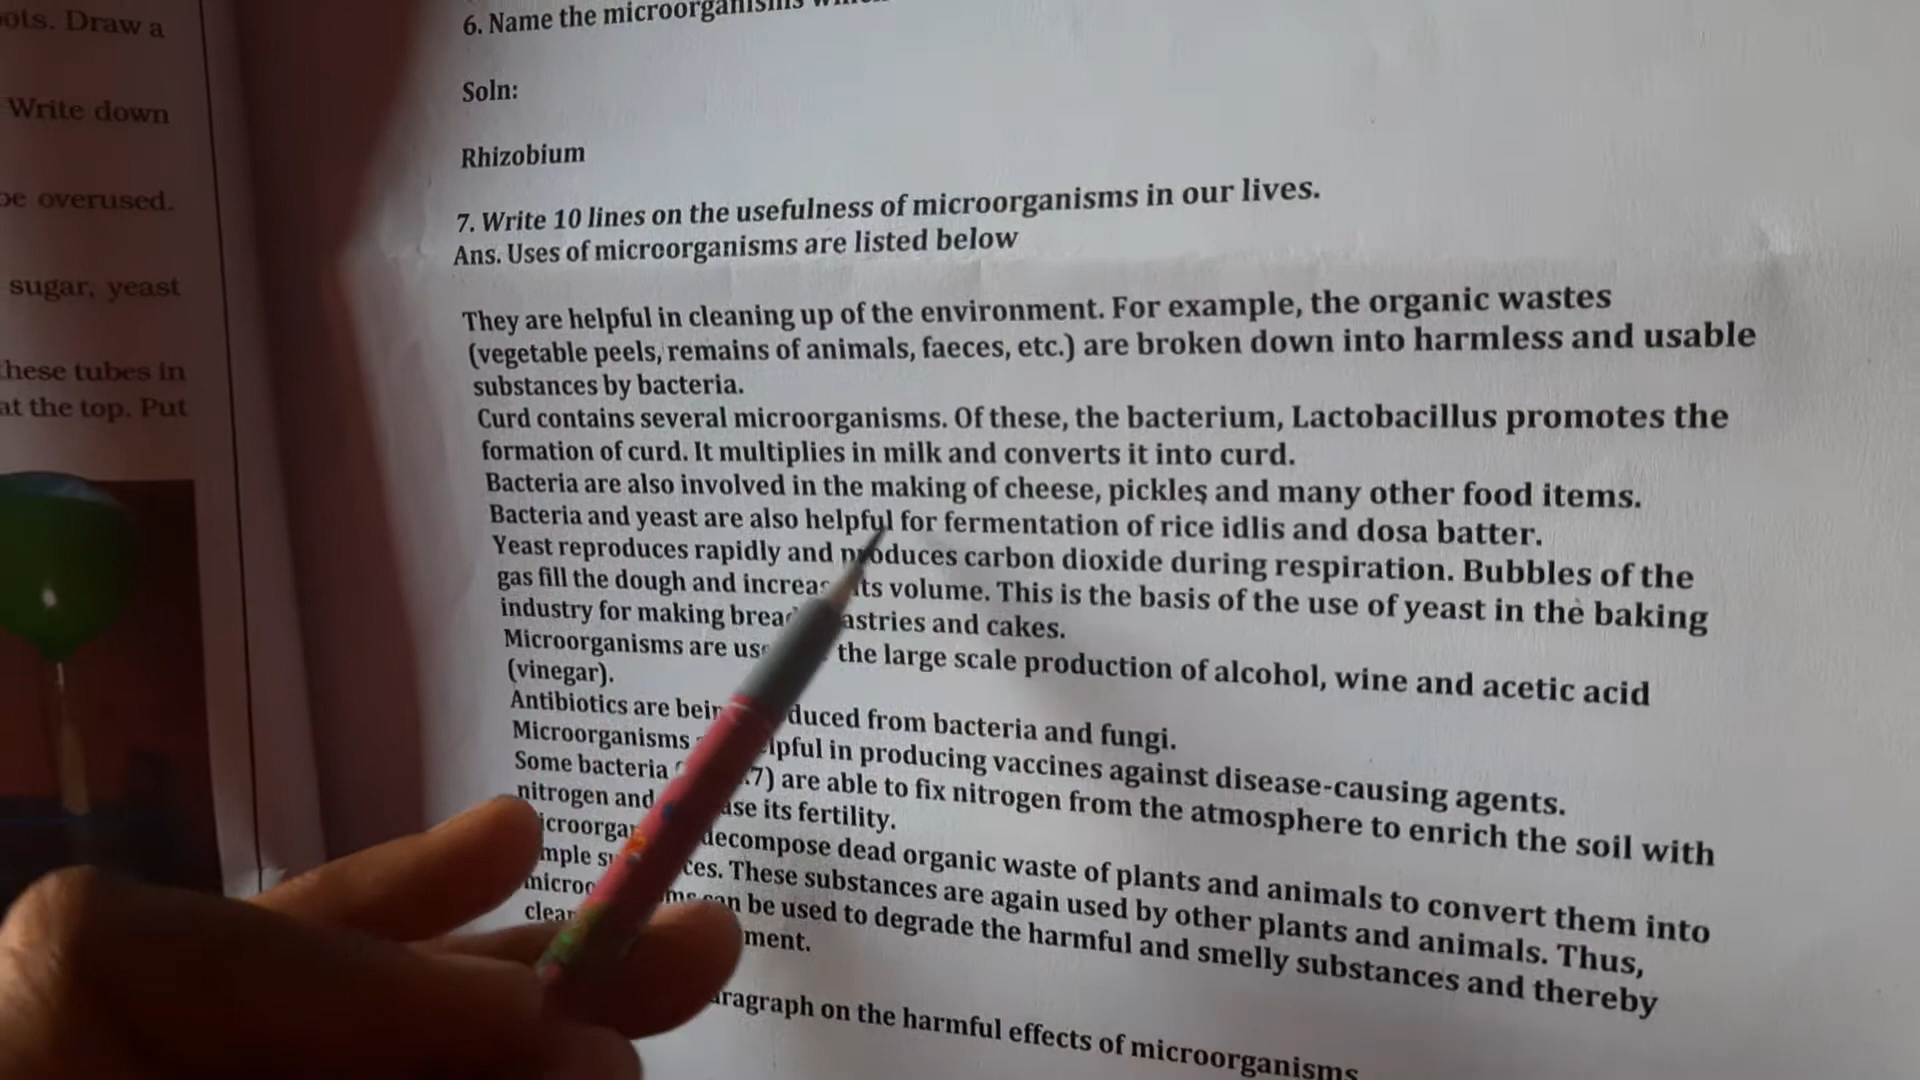 ots. Draw a
Write down
be overused.
sugar, yeast
hese tubes in
at the top. Put
6. Name the microorganisms
Soln:
Rhizobium
7. Write 10 lines on the usefulness of microorganisms in our lives.
Ans. Uses of microorganisms are listed below
They are helpful in cleaning up of the environment. For example, the organic wastes
(vegetable peels, remains of animals, faeces, etc.) are broken down into harmless and usable
substances by bacteria.
Curd contains several microorganisms. Of these, the bacterium, Lactobacillus promotes the
formation of curd. It multiplies in milk and converts it into curd.
Bacteria are also involved in the making of cheese, pickles and many other food items.
Bacteria and yeast are also helpful for fermentation of rice idlis and dosa batter.
Yeast reproduces rapidly and produces carbon dioxide during respiration. Bubbles of the
gas fill the dough and increas its volume. This is the basis of the use of yeast in the baking
industry for making brea astries and cakes.
Microorganisms are us the large scale production of alcohol, wine and acetic acid
(vinegar).
Antibiotics are bein duced from bacteria and fungi.
Microorganisms lpful in producing vaccines against disease-causing agents.
Some bacteria .7) are able to fix nitrogen from the atmosphere to enrich the soil with
nitrogen and ase its fertility.
icroorgan decompose dead organic waste of plants and animals to convert them into
mple su ces. These substances are again used by other plants and animals. Thus,
microo ms can be used to degrade the harmful and smelly substances and thereby
clean ment.
aragraph on the harmful effects of microorganisms